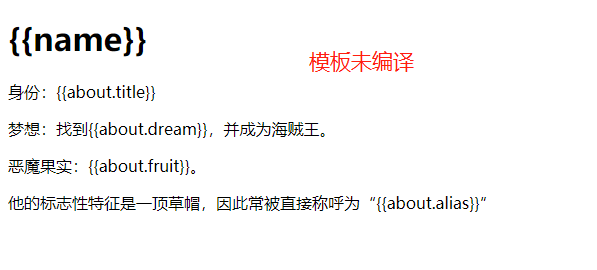 {{name}}
模板未编译
身份：{{about.title}}
梦想：找到{{about.dream}}，并成为海贼王。
恶魔果实：{{about.fruit}}。
他的标志性特征是一顶草帽，因此常被直接称呼为“{{about.alias}}“